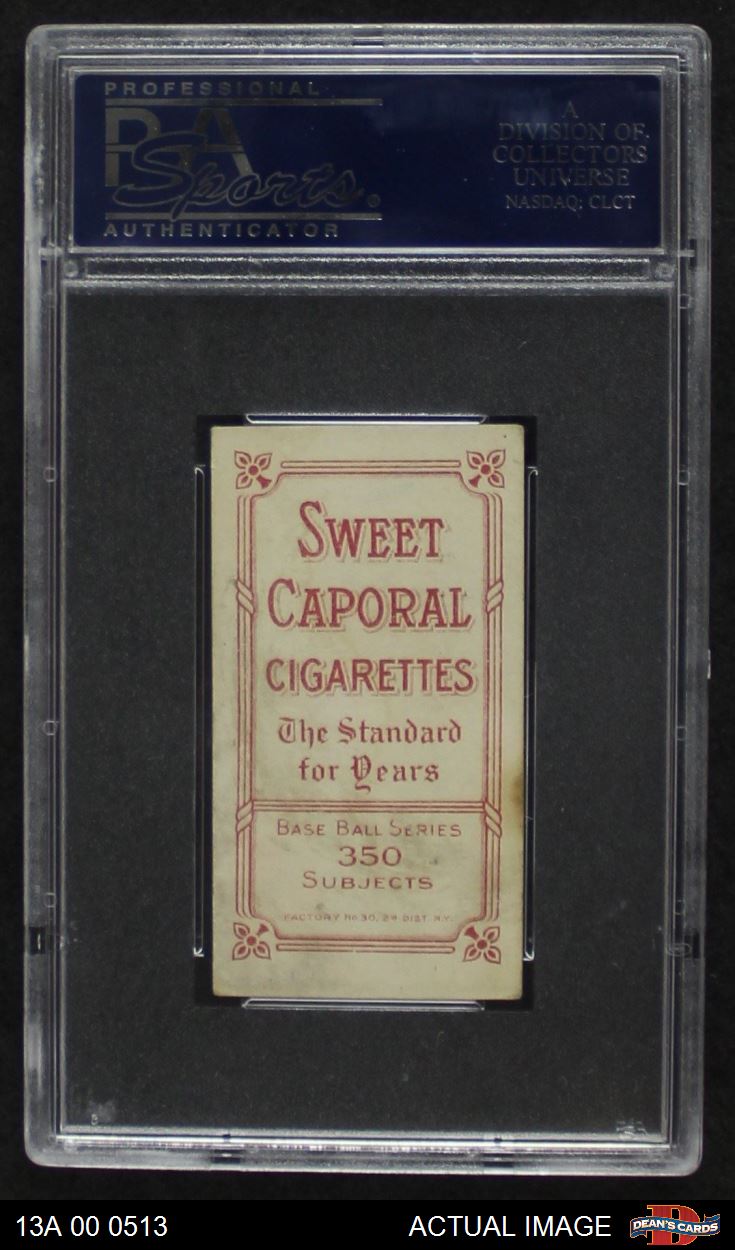 PROFESSIONAL
PSA
Sports®
AUTHENTICATOR
A
DIVISION OF
COLLECTORS
UNIVERSE
NASDAQ: CLCT
SWEET
CAPORAL
CIGARETTES
The Standard
for Years
BASE BALL SERIES
350
SUBJECTS
FACTORY No 30, 2d DIST. N.Y.
13A 00 0513
ACTUAL IMAGE
D
DEAN'S CARDS